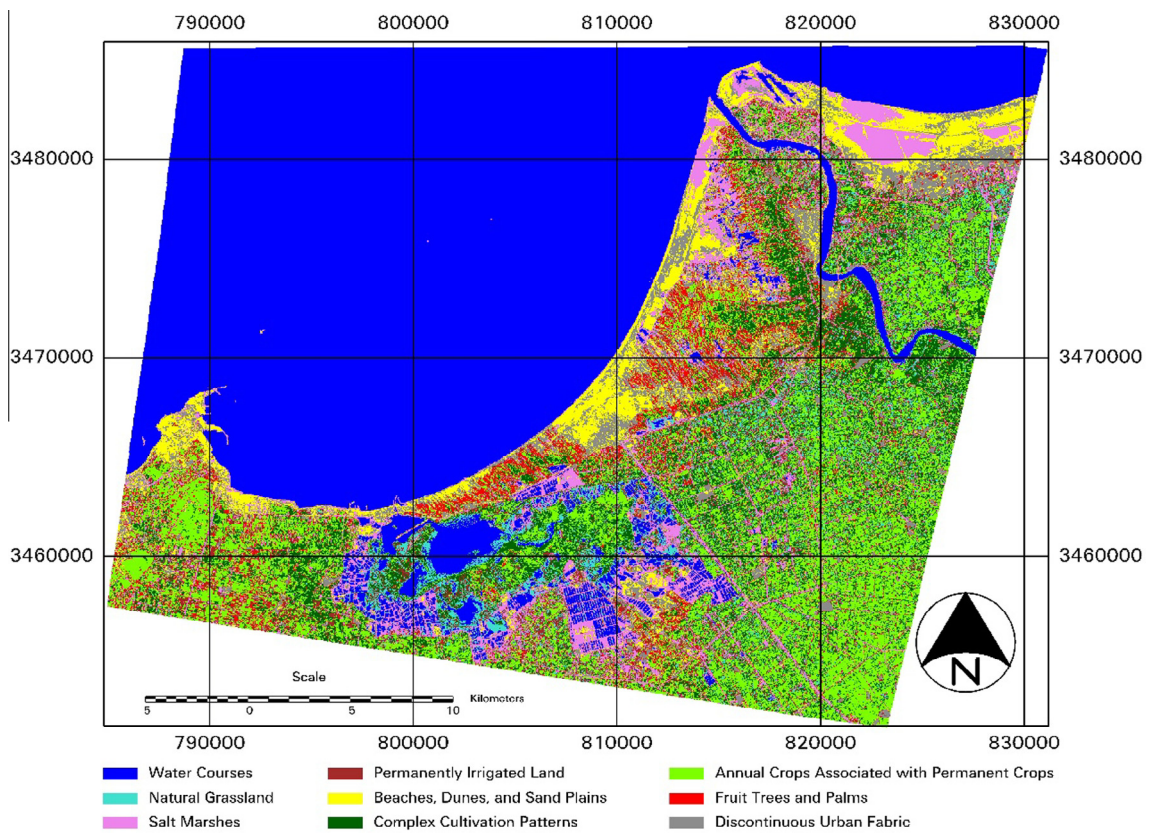 790000 800000 810000 820000 830000
3480000 3480000
3470000 3470000
3460000 3460000
N
Scale
5 0 5 10 Kilometers
790000 800000 810000 820000 830000
Water Courses Permanently Irrigated Land Annual Crops Associated with Permanent Crops
Natural Grassland Beaches, Dunes, and Sand Plains Fruit Trees and Palms
Salt Marshes Complex Cultivation Patterns Discontinuous Urban Fabric